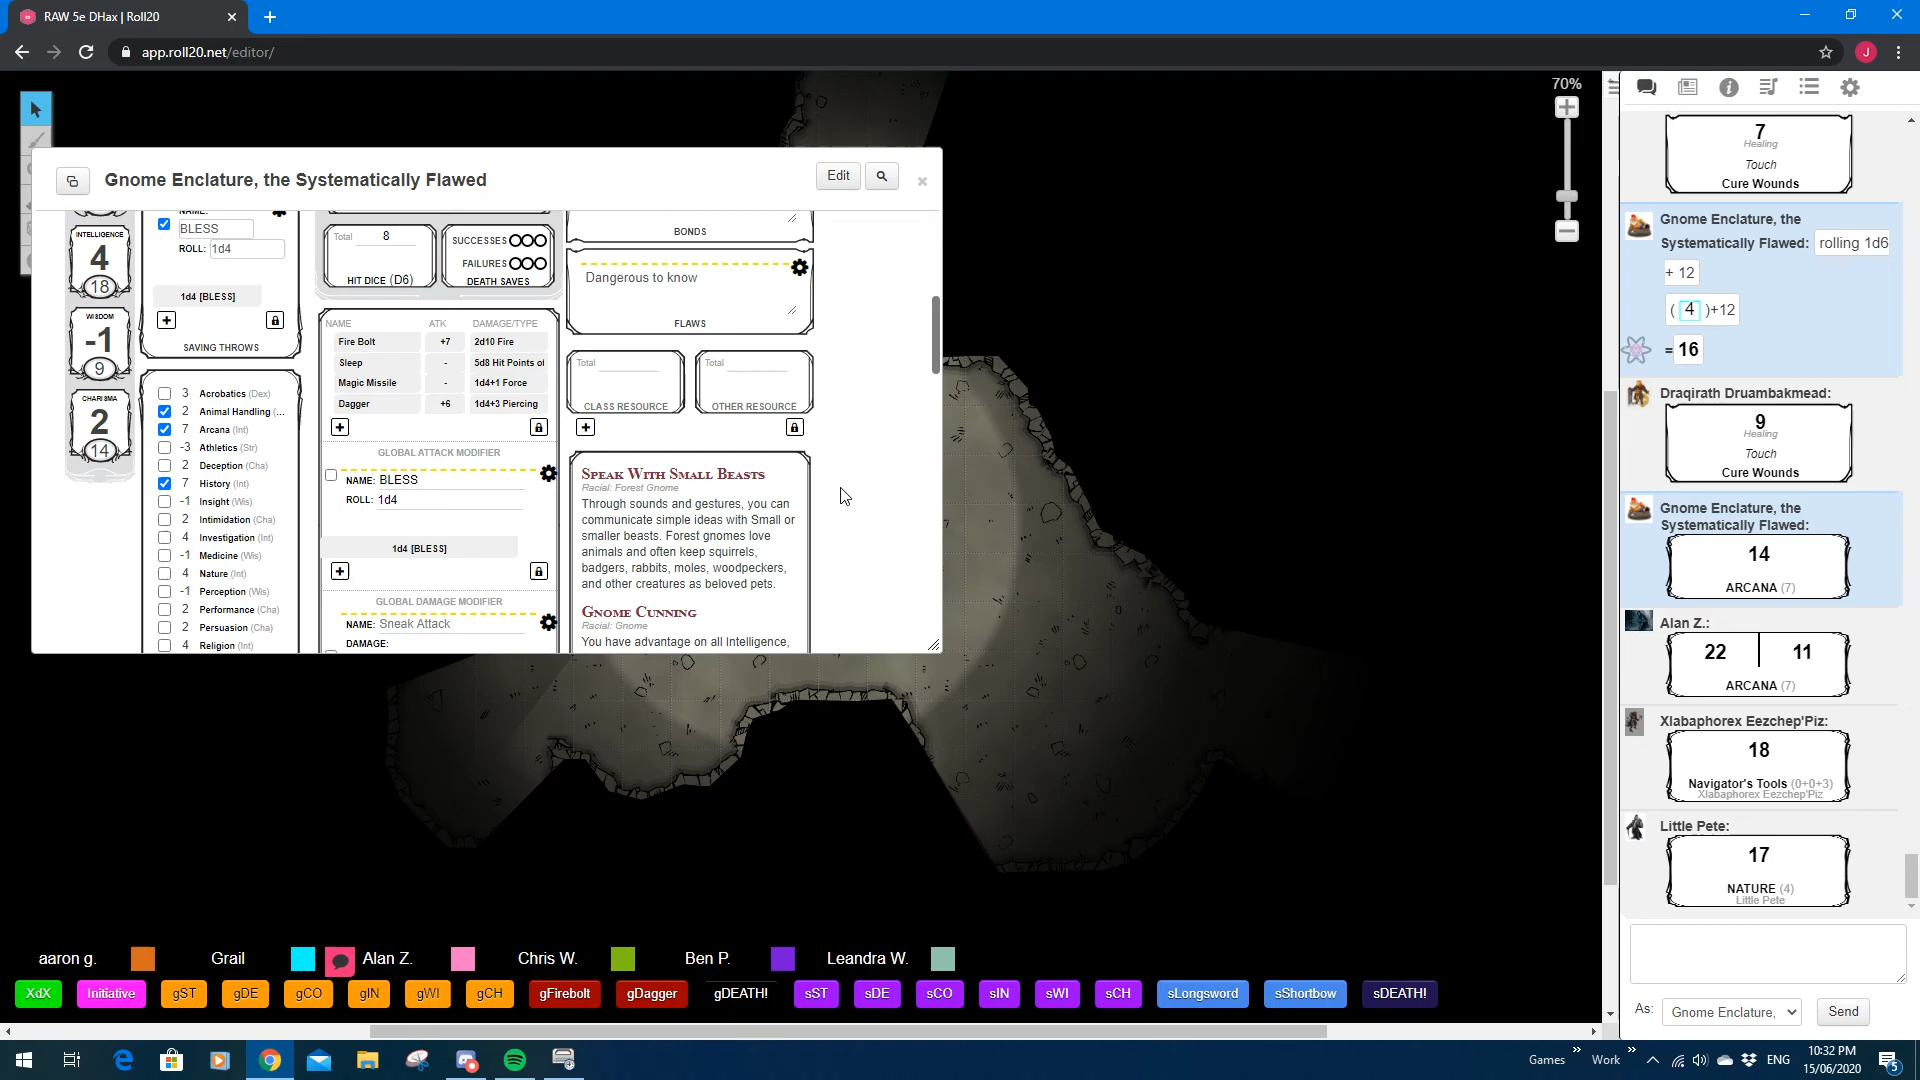 RAW 5e DHax | Roll20
app.roll20.net/editor/
70%
Gnome Enclature, the Systematically Flawed
Edit
INTELLIGENCE
4
18
WISDOM
-1
9
CHARISMA
2
14
NAME:
BLESS
ROLL: 1d4
1d4 [BLESS]
SAVING THROWS
3 Acrobatics (Dex)
2 Animal Handling (...
7 Arcana (Int)
-3 Athletics (Str)
2 Deception (Cha)
7 History (Int)
-1 Insight (Wis)
2 Intimidation (Cha)
4 Investigation (Int)
-1 Medicine (Wis)
4 Nature (Int)
-1 Perception (Wis)
2 Performance (Cha)
2 Persuasion (Cha)
4 Religion (Int)
Total 8
HIT DICE (D6)
SUCCESSES
FAILURES
DEATH SAVES
NAME ATK DAMAGE/TYPE
Fire Bolt +7 2d10 Fire
Sleep - 5d8 Hit Points of
Magic Missile - 1d4+1 Force
Dagger +6 1d4+3 Piercing
GLOBAL ATTACK MODIFIER
NAME: BLESS
ROLL: 1d4
1d4 [BLESS]
GLOBAL DAMAGE MODIFIER
NAME: Sneak Attack
DAMAGE:
BONDS
Dangerous to know
FLAWS
Total
CLASS RESOURCE
Total
OTHER RESOURCE
SPEAK WITH SMALL BEASTS
Racial: Forest Gnome
Through sounds and gestures, you can
communicate simple ideas with Small or
smaller beasts. Forest gnomes love
animals and often keep squirrels,
badgers, rabbits, moles, woodpeckers,
and other creatures as beloved pets.
GNOME CUNNING
Racial: Gnome
You have advantage on all Intelligence,
7
Healing
Touch
Cure Wounds
Gnome Enclature, the
Systematically Flawed: rolling 1d6
+ 12
( 4 )+12
= 16
Draqirath Druambakmead:
9
Healing
Touch
Cure Wounds
Gnome Enclature, the
Systematically Flawed:
14
ARCANA (7)
Alan Z.:
22 11
ARCANA (7)
Xlabaphorex Eezchep'Piz:
18
Navigator's Tools (0+0+3)
Xlabaphorex Eezchep'Piz
Little Pete:
17
NATURE (4)
Little Pete
As: Gnome Enclature, Send
aaron g. Grail Alan Z. Chris W. Ben P. Leandra W.
XdX Initiative gST gDE gCO gIN gWI gCH gFirebolt gDagger gDEATH! sST sDE sCO sIN sWI sCH sLongsword sShortbow sDEATH!
Games » Work » ENG 10:32 PM
15/06/2020
5
J